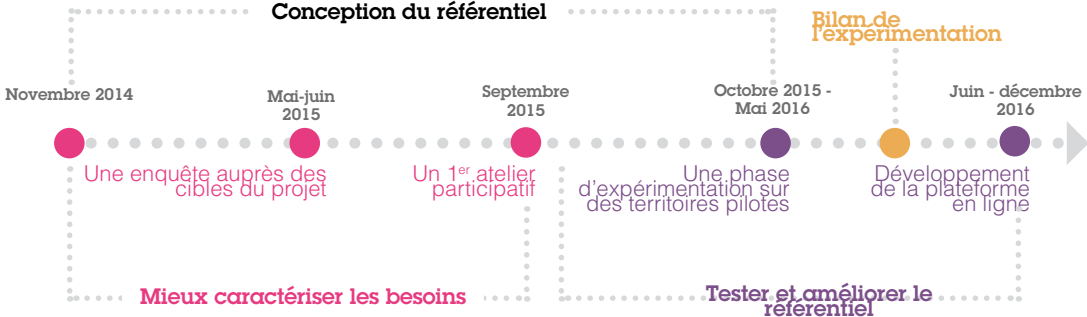 Conception du référentiel
Bilan de
l'expérimentation
Novembre 2014
Mai-juin
2015
Septembre
2015
Octobre 2015 -
Mai 2016
Juin - décembre
2016
Une enquête auprès des
cibles du projet
Un 1er atelier
participatif
Une phase
d'expérimentation sur
des territoires pilotes
Développement
de la plateforme
en ligne
Mieux caractériser les besoins
Tester et améliorer le
référentiel